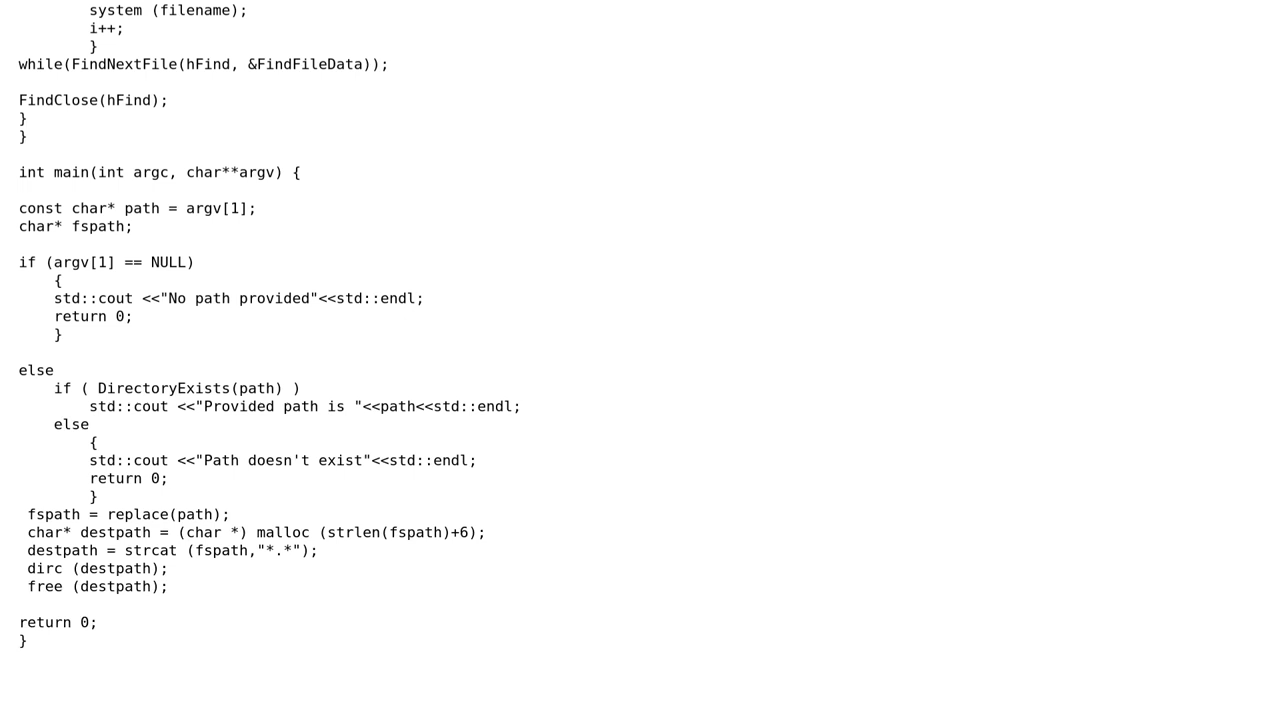 system (filename);
i++;
}
while(FindNextFile(hFind, &FindFileData));
FindClose(hFind);
}
}
int main(int argc, char**argv) {
const char* path = argv[1];
char* fspath;
if (argv[1] == NULL)
{
std::cout <<"No path provided"<<std::endl;
return 0;
}
else
if ( DirectoryExists(path) )
std::cout <<"Provided path is "<<path<<std::endl;
else
{
std::cout <<"Path doesn't exist"<<std::endl;
return 0;
}
fspath = replace(path);
char* destpath = (char *) malloc (strlen(fspath)+6);
destpath = strcat (fspath,"*.*");
dirc (destpath);
free (destpath);
return 0;
}